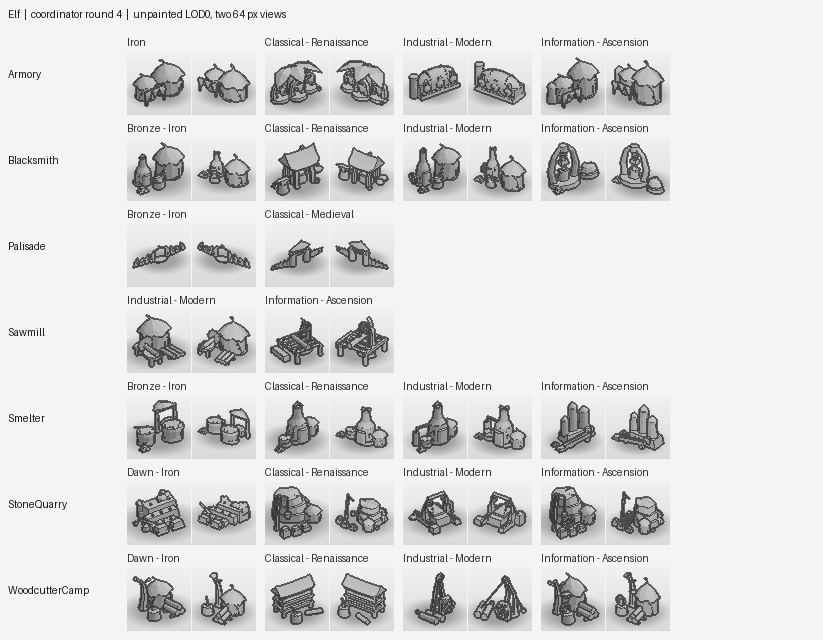 Elf | coordinator round 4 | unpainted LOD0, two 64 px views
Iron Classical - Renaissance Industrial - Modern Information - Ascension
Armory
Bronze - Iron Classical - Renaissance Industrial - Modern Information - Ascension
Blacksmith
Bronze - Iron Classical - Medieval
Palisade
Industrial - Modern Information - Ascension
Sawmill
Bronze - Iron Classical - Renaissance Industrial - Modern Information - Ascension
Smelter
Dawn - Iron Classical - Renaissance Industrial - Modern Information - Ascension
StoneQuarry
Dawn - Iron Classical - Renaissance Industrial - Modern Information - Ascension
WoodcutterCamp